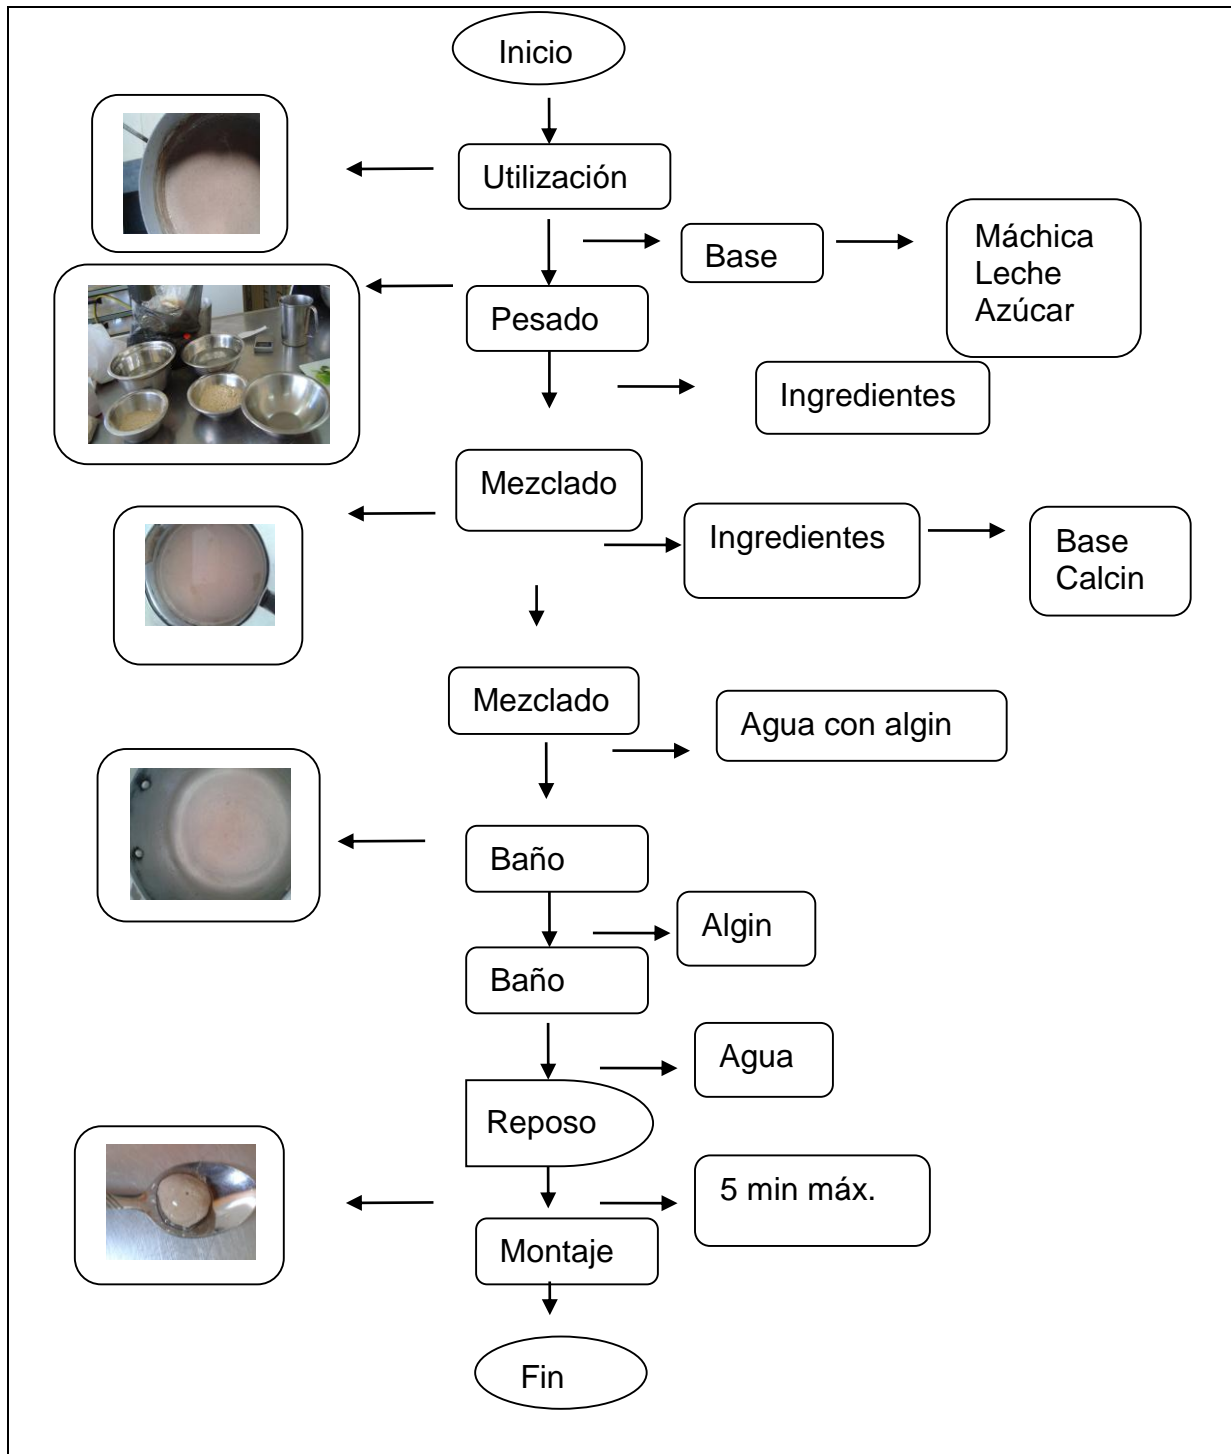 Inicio
Utilización
Base
Máchica
Leche
Azúcar
Pesado
Ingredientes
Mezclado
Ingredientes
Base
Calcin
Mezclado
Agua con algin
Baño
Algin
Baño
Agua
Reposo
5 min máx.
Montaje
Fin